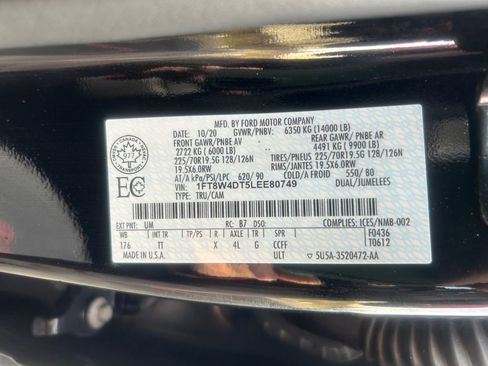 MFD. BY FORD MOTOR COMPANY
10/20 GVWR/PNBV: 6350 KG (14000 LB)
FRONT GAWR / PNBE AV REAR GAWR / PNBE AR
2722 KG ( 6000 LB) 4491 KG ( 9900 LB)
225/70R19.5G 128/126N TIRES/PNEUS 225/70R19.5G 128/126N
19.5X6.0RW RIMS/JANTES 19.5X6.0RW
AT/A kPa/PSI/LPC 620/ 90 COLD/A FROID 550/ 80
VIN: 1FT8W4DT5LEE80749 DUAL/JUMELEES
TYPE: TRU/CAM
CANADA
077
TRANSPORT
EC
EXT PNT: UM RC: B7 DSO: COMPLIES: ICES/NMB-002
WB INT TR TP/PS R AXLE TR SPR F0436
176 TT X 4L G CCFF T0612
MADE IN U.S.A. ULT 5U5A-3520472-AA